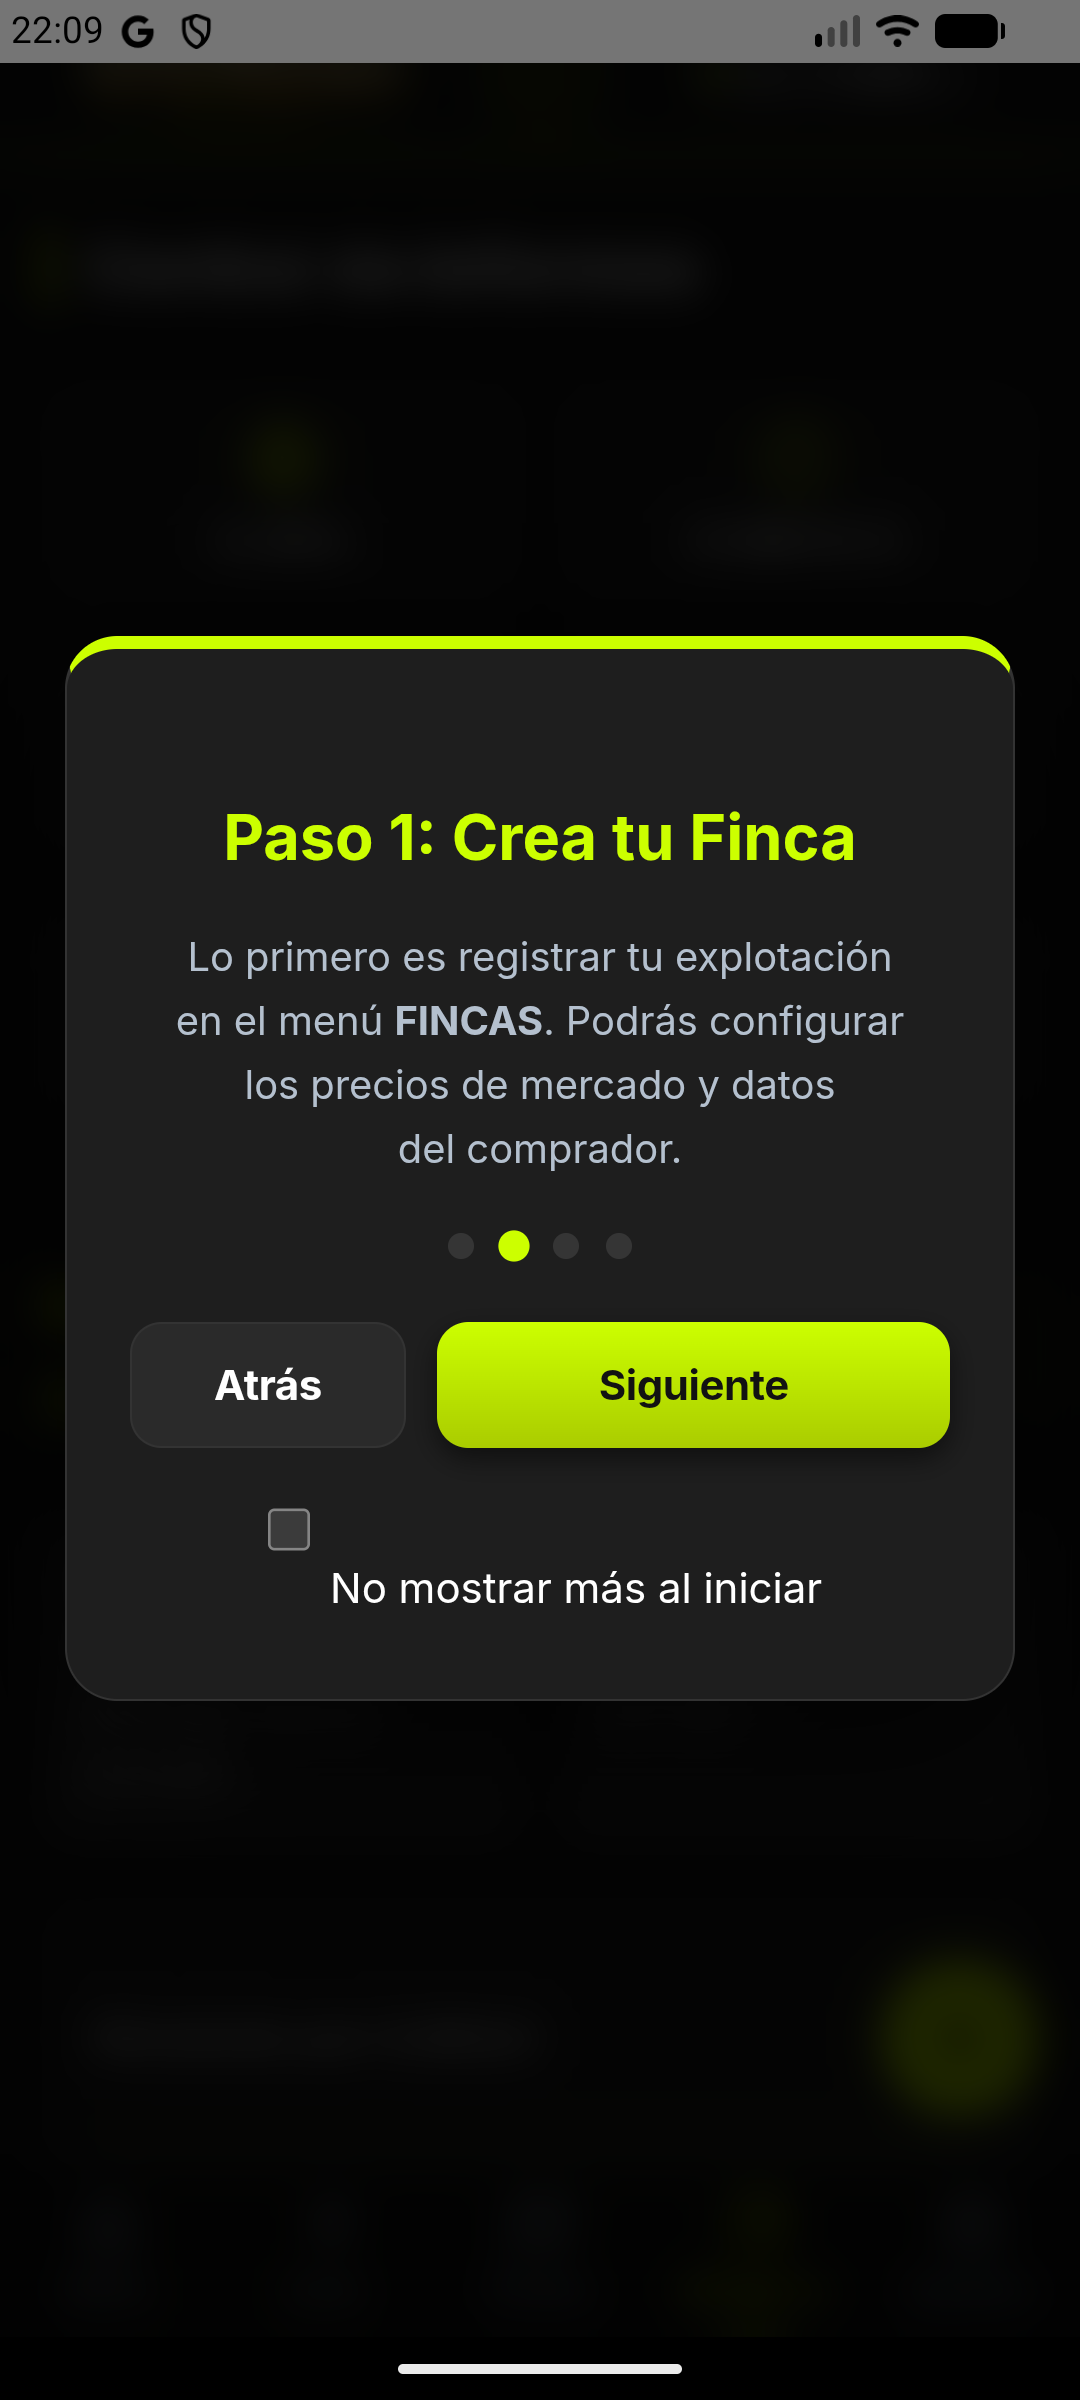 22:09
Paso 1: Crea tu Finca
Lo primero es registrar tu explotación
en el menú FINCAS. Podrás configurar
los precios de mercado y datos
del comprador.
Atrás
Siguiente
No mostrar más al iniciar